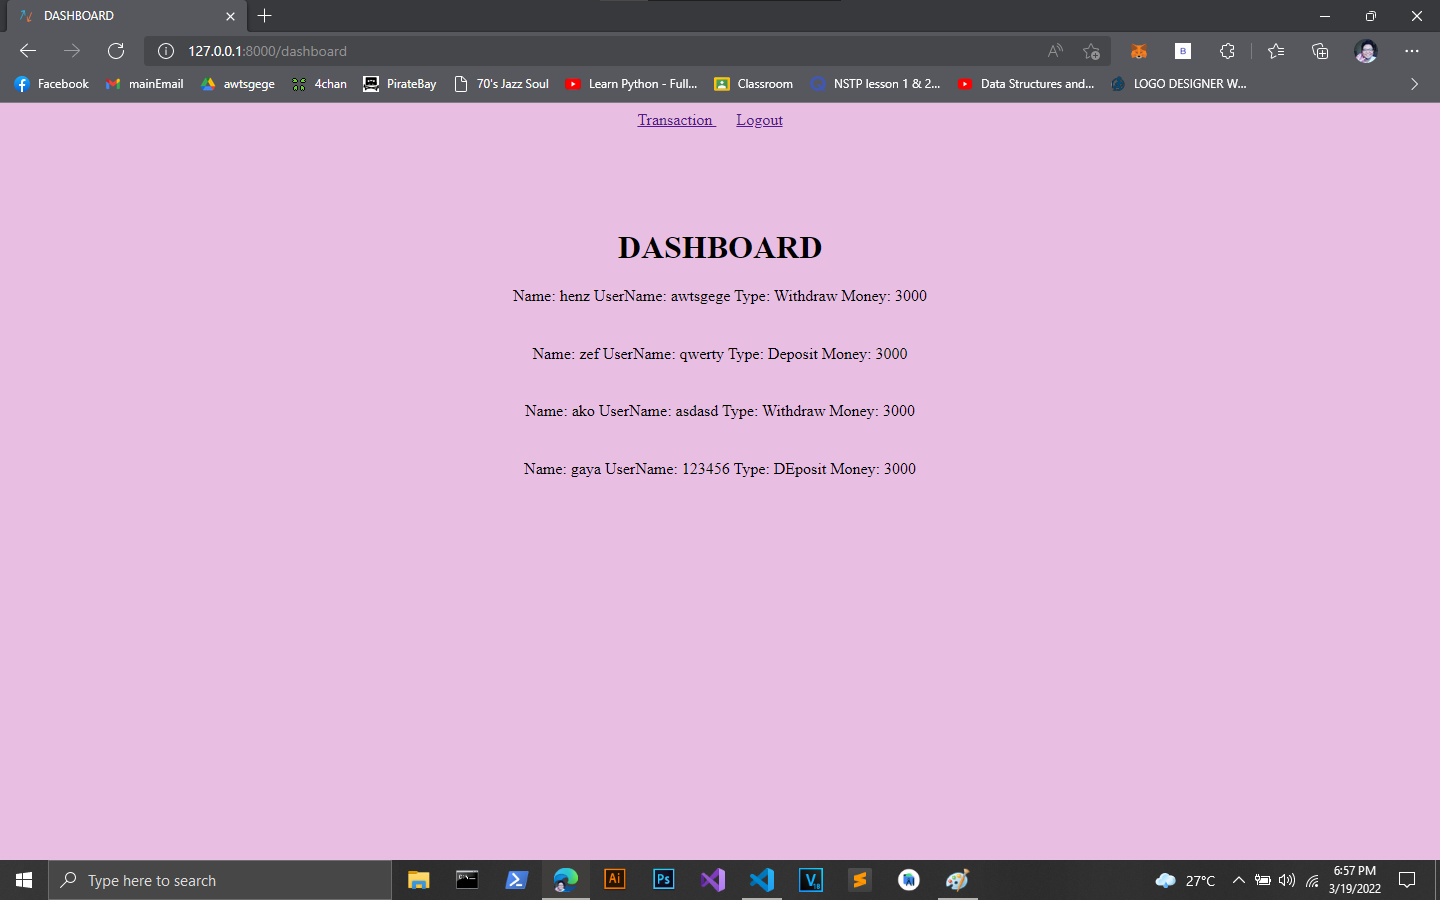 DASHBOARD
127.0.0.1:8000/dashboard
Facebook mainEmail awtsgege 4chan PirateBay 70's Jazz Soul Learn Python - Full... Classroom NSTP lesson 1 & 2... Data Structures and... LOGO DESIGNER W...
Transaction Logout
DASHBOARD
Name: henz UserName: awtsgege Type: Withdraw Money: 3000
Name: zef UserName: qwerty Type: Deposit Money: 3000
Name: ako UserName: asdasd Type: Withdraw Money: 3000
Name: gaya UserName: 123456 Type: DEposit Money: 3000
Type here to search
Ai Ps
27°C
6:57 PM
3/19/2022